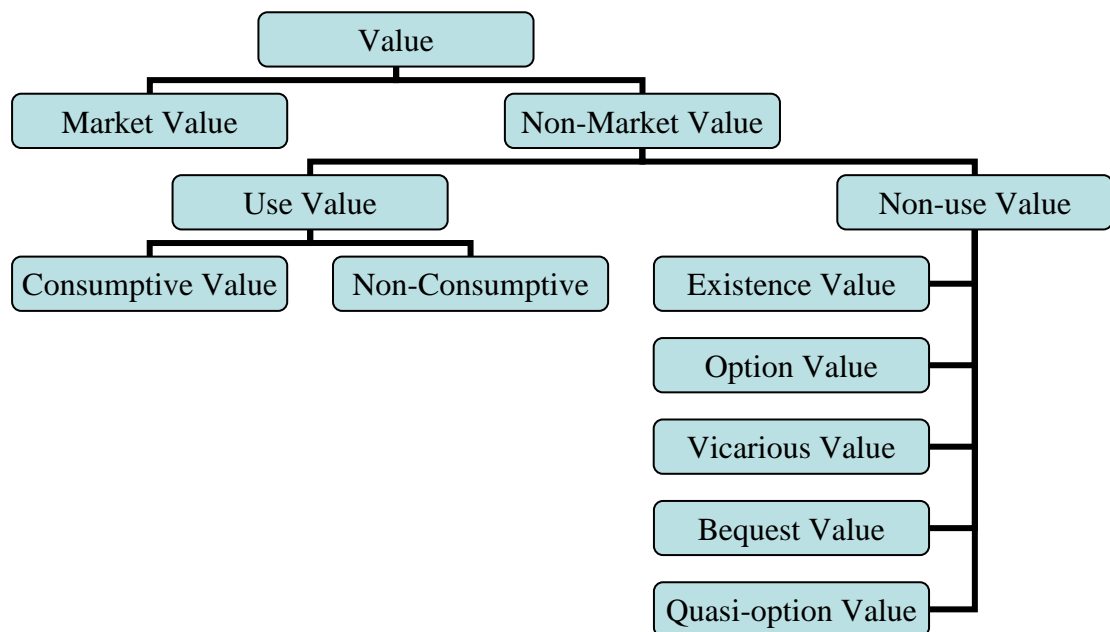 Value
Market Value
Non-Market Value
Use Value
Non-use Value
Consumptive Value
Non-Consumptive
Existence Value
Option Value
Vicarious Value
Bequest Value
Quasi-option Value